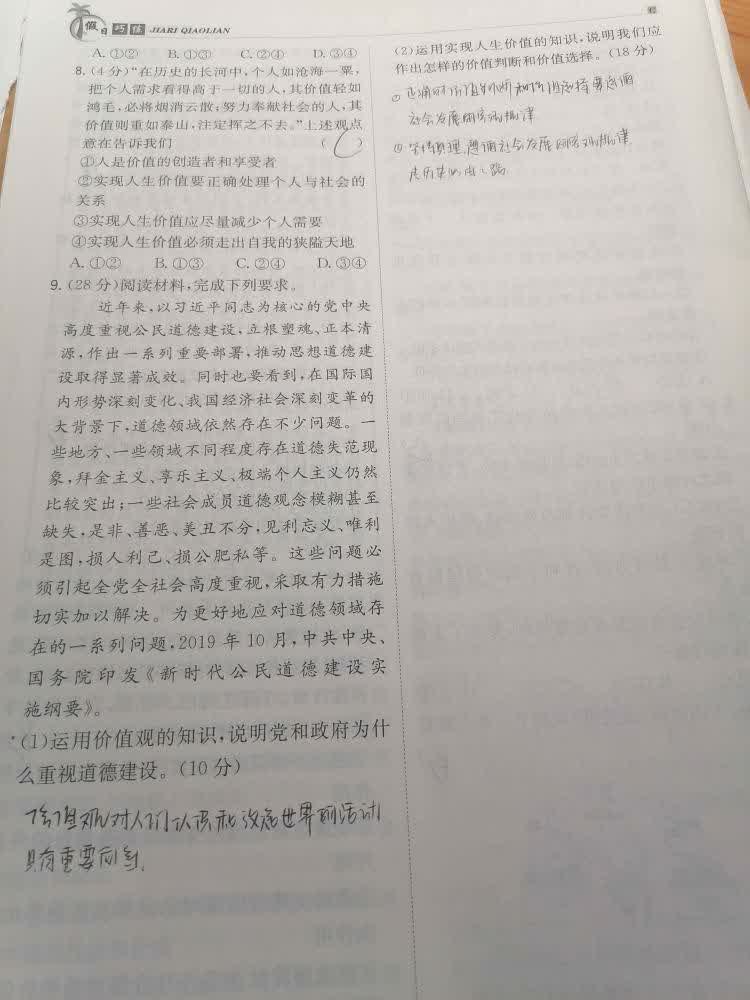 假日巧练 JIARI QIAOLIAN
A. ①② B. ①③ C. ②④ D. ③④
8. (4 分)“在历史的长河中,个人如沧海一粟,
把个人需求看得高于一切的人,其价值轻如
鸿毛,必将烟消云散;努力奉献社会的人,其
价值则重如泰山,注定挥之不去。”上述观点
意在告诉我们 ( C )
①人是价值的创造者和享受者
②实现人生价值要正确处理个人与社会的
关系
③实现人生价值应尽量减少个人需要
④实现人生价值必须走出自我的狭隘天地
A. ①② B. ①③ C. ②④ D. ③④
9. (28 分)阅读材料,完成下列要求。
近年来,以习近平同志为核心的党中央
高度重视公民道德建设,立根塑魂、正本清
源,作出一系列重要部署,推动思想道德建
设取得显著成效。同时也要看到,在国际国
内形势深刻变化、我国经济社会深刻变革的
大背景下,道德领域依然存在不少问题。一
些地方、一些领域不同程度存在道德失范现
象,拜金主义、享乐主义、极端个人主义仍然
比较突出;一些社会成员道德观念模糊甚至
缺失,是非、善恶、美丑不分,见利忘义、唯利
是图,损人利己、损公肥私等。这些问题必
须引起全党全社会高度重视,采取有力措施
切实加以解决。为更好地应对道德领域存
在的一系列问题,2019 年 10 月,中共中央、
国务院印发《新时代公民道德建设实
施纲要》。
(1)运用价值观的知识,说明党和政府为什
么重视道德建设。(10 分)
价值观对人们认识和改造世界的活动
具有重要向
(2)运用实现人生价值的知识,说明我们应
作出怎样的价值判断和价值选择。(18 分)
① 正确的价值判断和价值选择要遵循
社会发展的客观规律
遵循社会发展的客观规律
走历史的 路